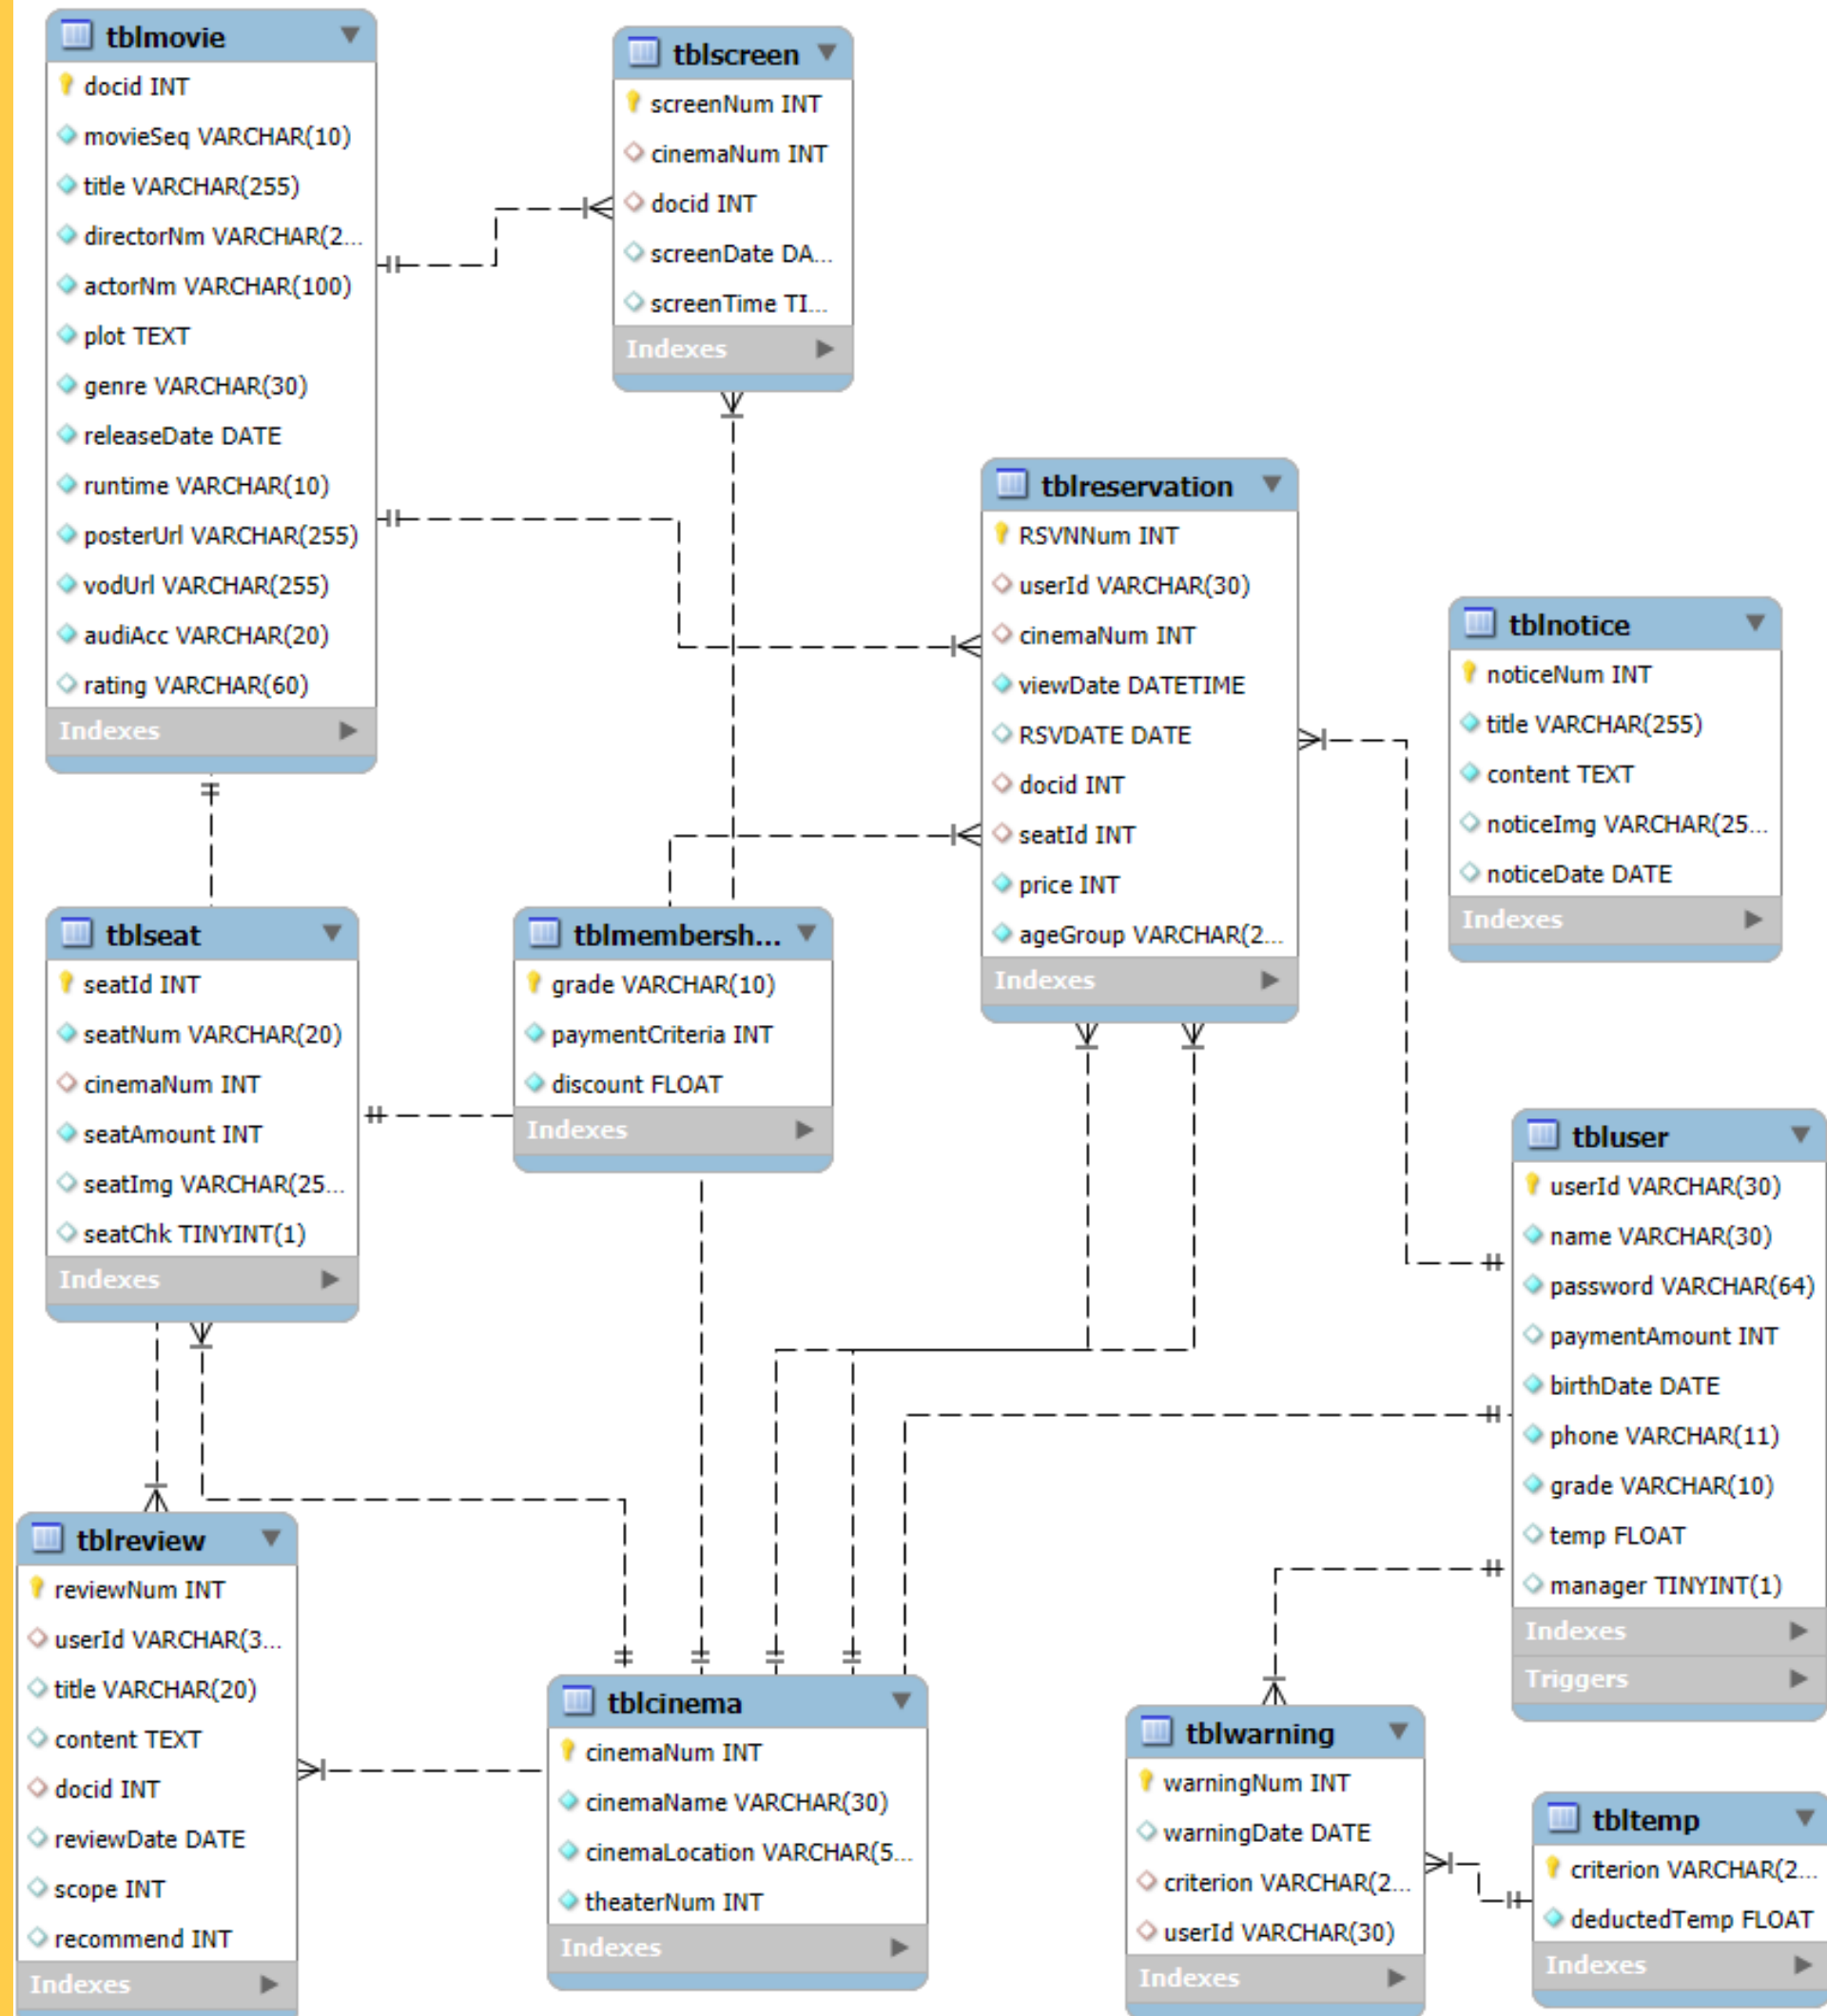 tblmovie
docid INT
movieSeq VARCHAR(10)
title VARCHAR(255)
directorNm VARCHAR(2...
actorNm VARCHAR(100)
plot TEXT
genre VARCHAR(30)
releaseDate DATE
runtime VARCHAR(10)
posterUrl VARCHAR(255)
vodUrl VARCHAR(255)
audiAcc VARCHAR(20)
rating VARCHAR(60)
Indexes
tblscreen
screenNum INT
cinemaNum INT
docid INT
screenDate DA...
screenTime TI...
Indexes
tblreservation
RSVNNum INT
userId VARCHAR(30)
cinemaNum INT
viewDate DATETIME
RSVDATE DATE
docid INT
seatId INT
price INT
ageGroup VARCHAR(2...
Indexes
tblnotice
noticeNum INT
title VARCHAR(255)
content TEXT
noticeImg VARCHAR(25...
noticeDate DATE
Indexes
tblseat
seatId INT
seatNum VARCHAR(20)
cinemaNum INT
seatAmount INT
seatImg VARCHAR(25...
seatChk TINYINT(1)
Indexes
tblmembersh...
grade VARCHAR(10)
paymentCriteria INT
discount FLOAT
Indexes
tbluser
userId VARCHAR(30)
name VARCHAR(30)
password VARCHAR(64)
paymentAmount INT
birthDate DATE
phone VARCHAR(11)
grade VARCHAR(10)
temp FLOAT
manager TINYINT(1)
Indexes
Triggers
tblreview
reviewNum INT
userId VARCHAR(3...
title VARCHAR(20)
content TEXT
docid INT
reviewDate DATE
scope INT
recommend INT
Indexes
tblcinema
cinemaNum INT
cinemaName VARCHAR(30)
cinemaLocation VARCHAR(5...
theaterNum INT
Indexes
tblwarning
warningNum INT
warningDate DATE
criterion VARCHAR(2...
userId VARCHAR(30)
Indexes
tbltemp
criterion VARCHAR(2...
deductedTemp FLOAT
Indexes